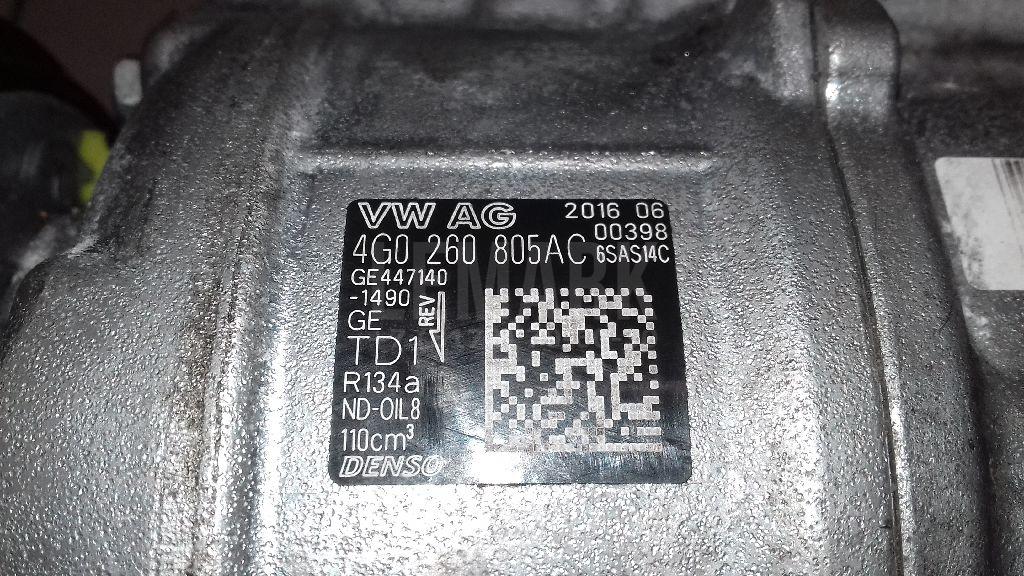 VW AG 2016 06
00398
4G0 260 805AC 6SAS14C
GE447140
-1490
REV
GE
TD1
R134a
ND-OIL8
110cm³
DENSO